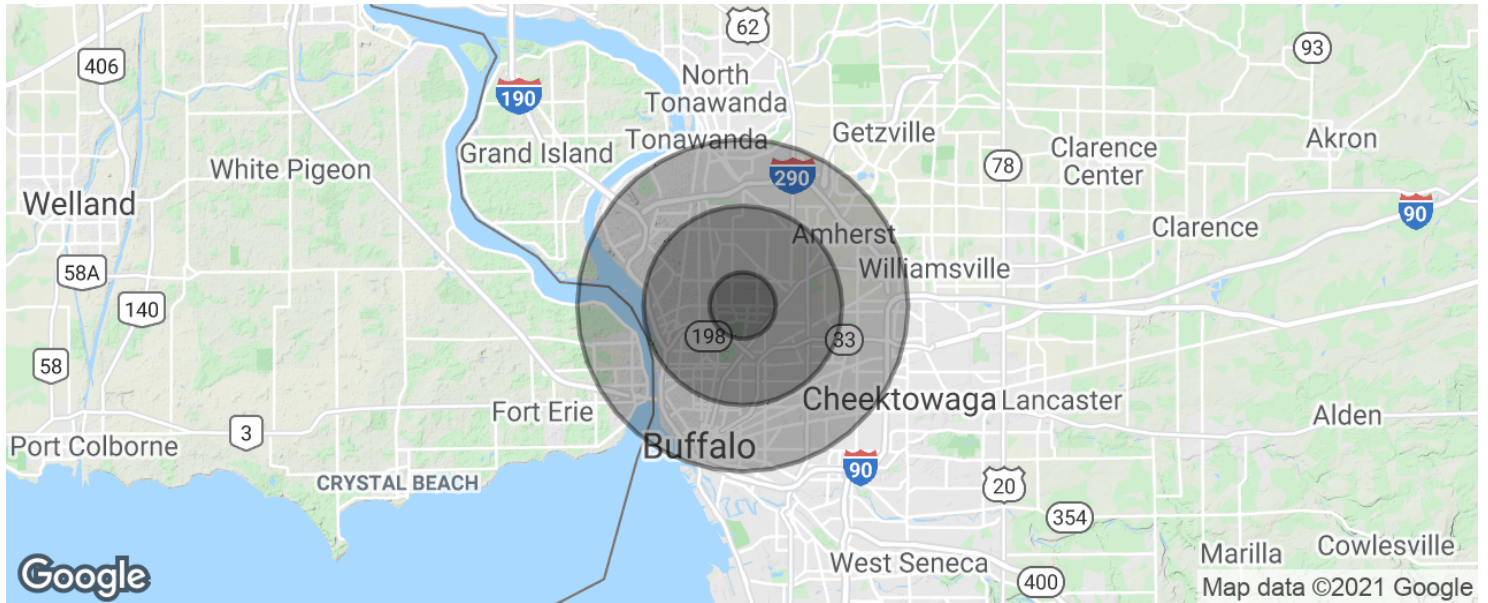 62
93
406
North
Tonawanda
190
Tonawanda
Getzville
Akron
Grand Island
Clarence
Center
78
White Pigeon
290
Welland
90
Amherst
Clarence
58A
Williamsville
140
198
33
58
Cheektowaga
Lancaster
Fort Erie
Alden
3
Port Colborne
Buffalo
90
CRYSTAL BEACH
20
354
Cowlesville
Marilla
West Seneca
400
Google
Map data ©2021 Google